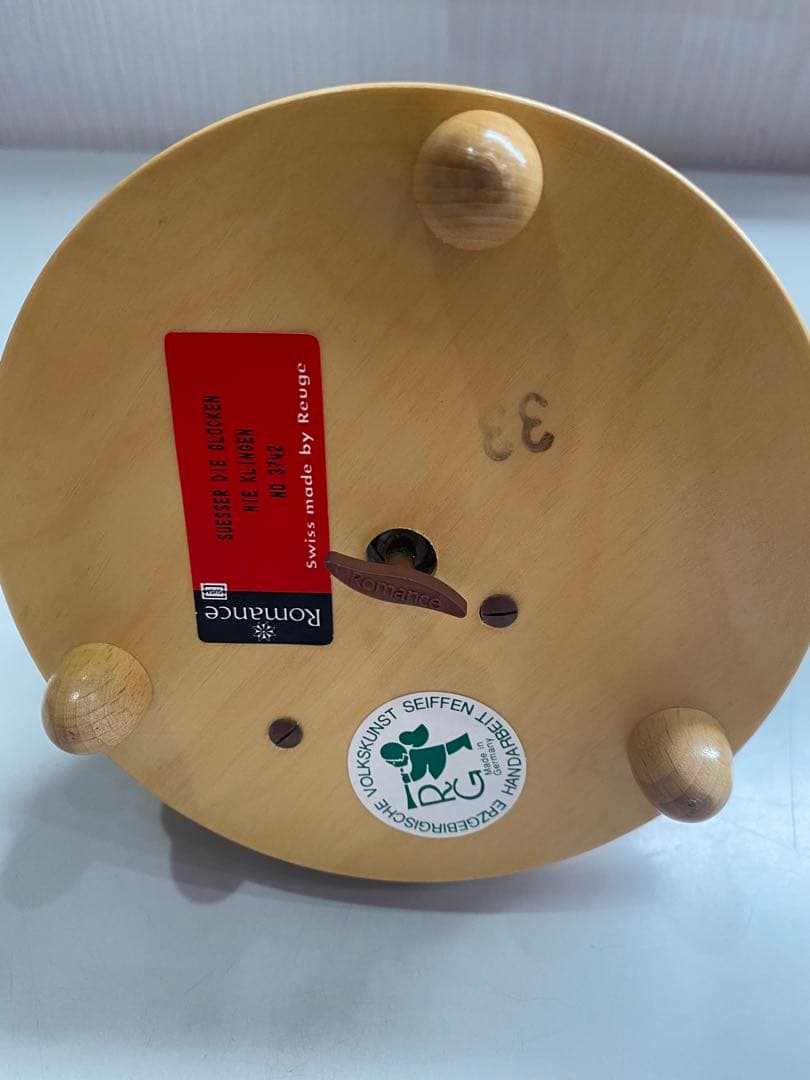 SUESSER DIE GLOCKEN
NIE KLINGEN
NO 3742
Swiss made by Reuge
Romance
Romance
33
ERZGEBIRGISCHE VOLKSKUNST SEIFFEN HANDARBEIT
RG
Made in
Germany